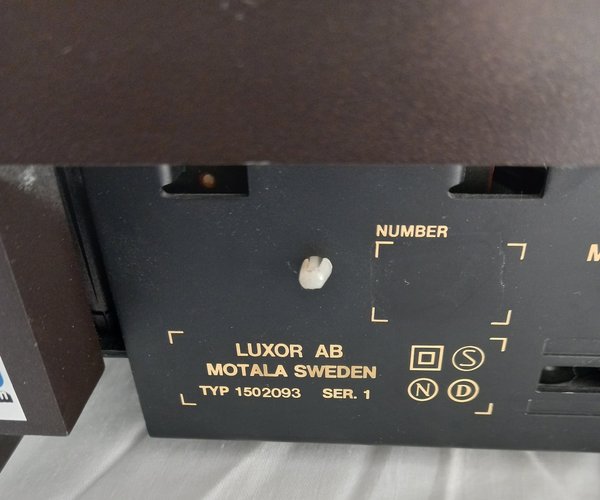 NUMBER
M
LUXOR AB
MOTALA SWEDEN
TYP 1502093 SER. 1
S
N D